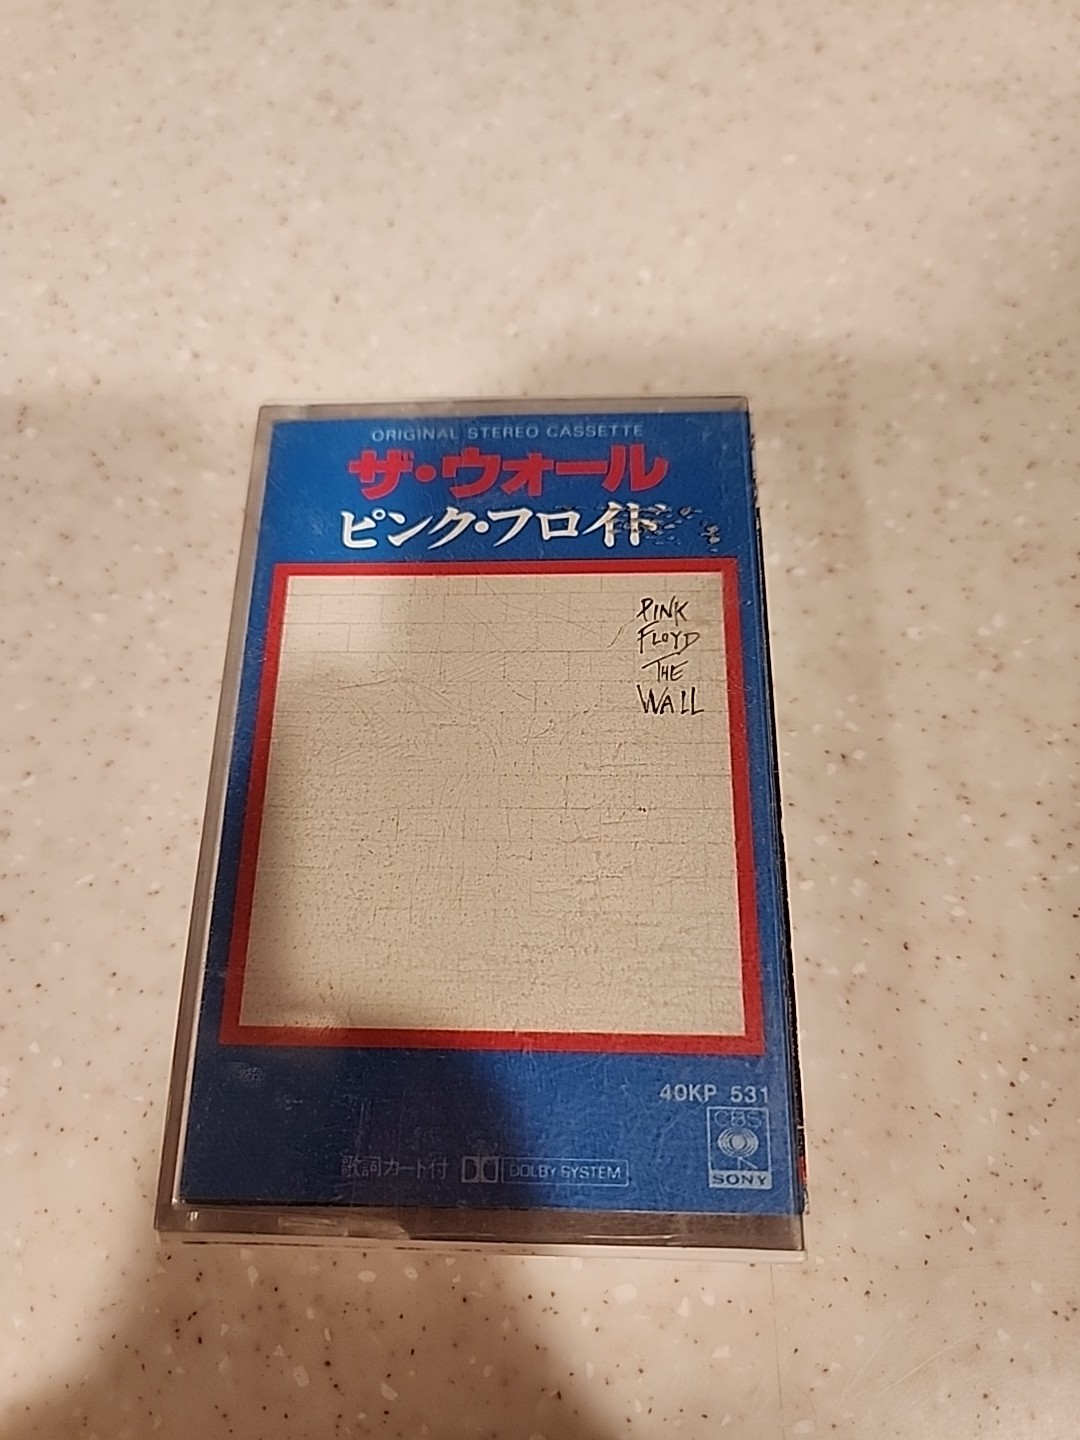 ORIGINAL STEREO CASSETTE
ザ・ウォール
ピンク・フロイド
PINK
FLOYD
THE
WALL
40KP 531
CBS
歌詞カード付 DOLBY SYSTEM
SONY